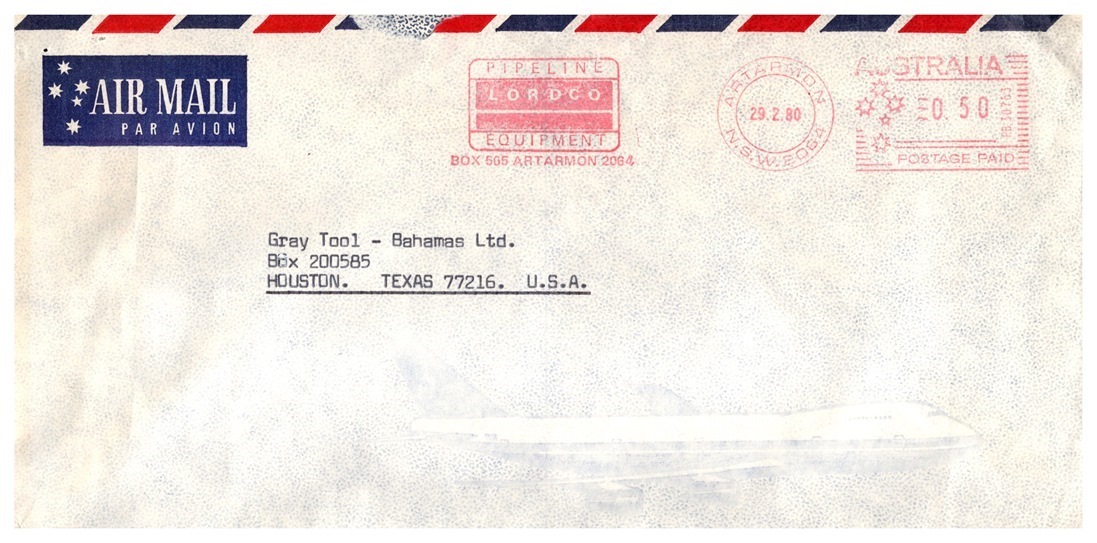 AIR MAIL
PAR AVION
PIPELINE
LORDCO
EQUIPMENT
BOX 565 ARTARMON 2064
ARTARMON
29.2.80
N.S.W. 2064
AUSTRALIA
0.50
POSTAGE PAID
Gray Tool - Bahamas Ltd.
Box 200585
HOUSTON. TEXAS 77216. U.S.A.